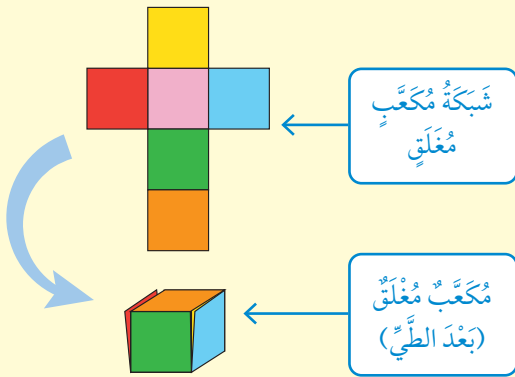 شَبَكَةُ مُكَعَّبٍ
مُغَلَقٍ
مُكَعَّبٌ مُغْلَقٌ
(بَعْدَ الطَّيِّ)